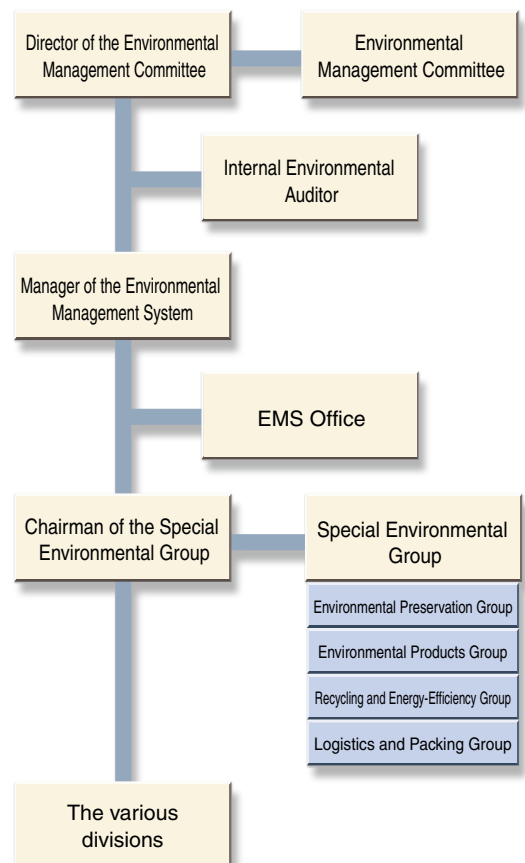 Director of the Environmental
Management Committee
Environmental
Management Committee
Internal Environmental
Auditor
Manager of the Environmental
Management System
EMS Office
Chairman of the Special
Environmental Group
Special Environmental
Group
Environmental Preservation Group
Environmental Products Group
Recycling and Energy-Efficiency Group
Logistics and Packing Group
The various
divisions